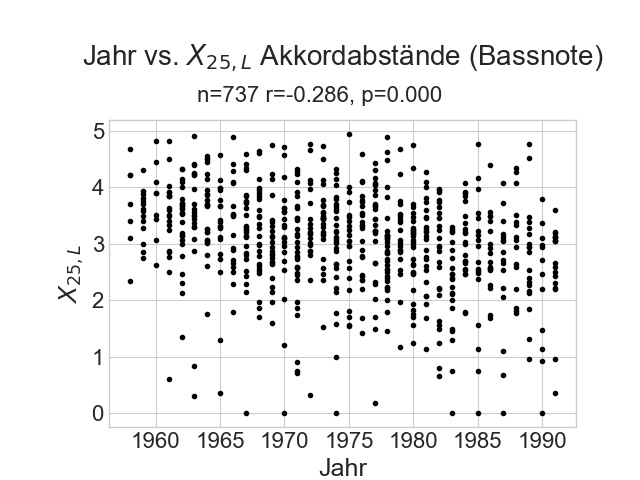 Jahr vs. X25, L Akkordabstände (Bassnote)
n=737 r=-0.286, p=0.000
5
4
3
2
1
0
X25, L
1960 1965 1970 1975 1980 1985 1990
Jahr